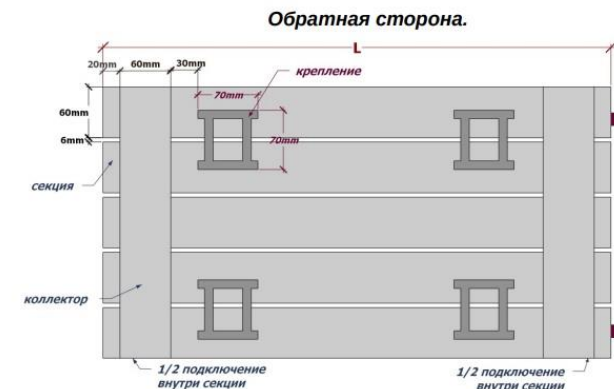 Обратная сторона.
L
20mm 60mm 30mm
крепление
70mm
60mm
70mm
6mm
секция
коллектор
1/2 подключение
внутри секции
1/2 подключение
внутри секции